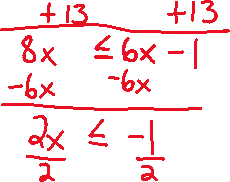 +13 +13
8x ≤ 6x - 1
-6x -6x
2x ≤ -1
2 2